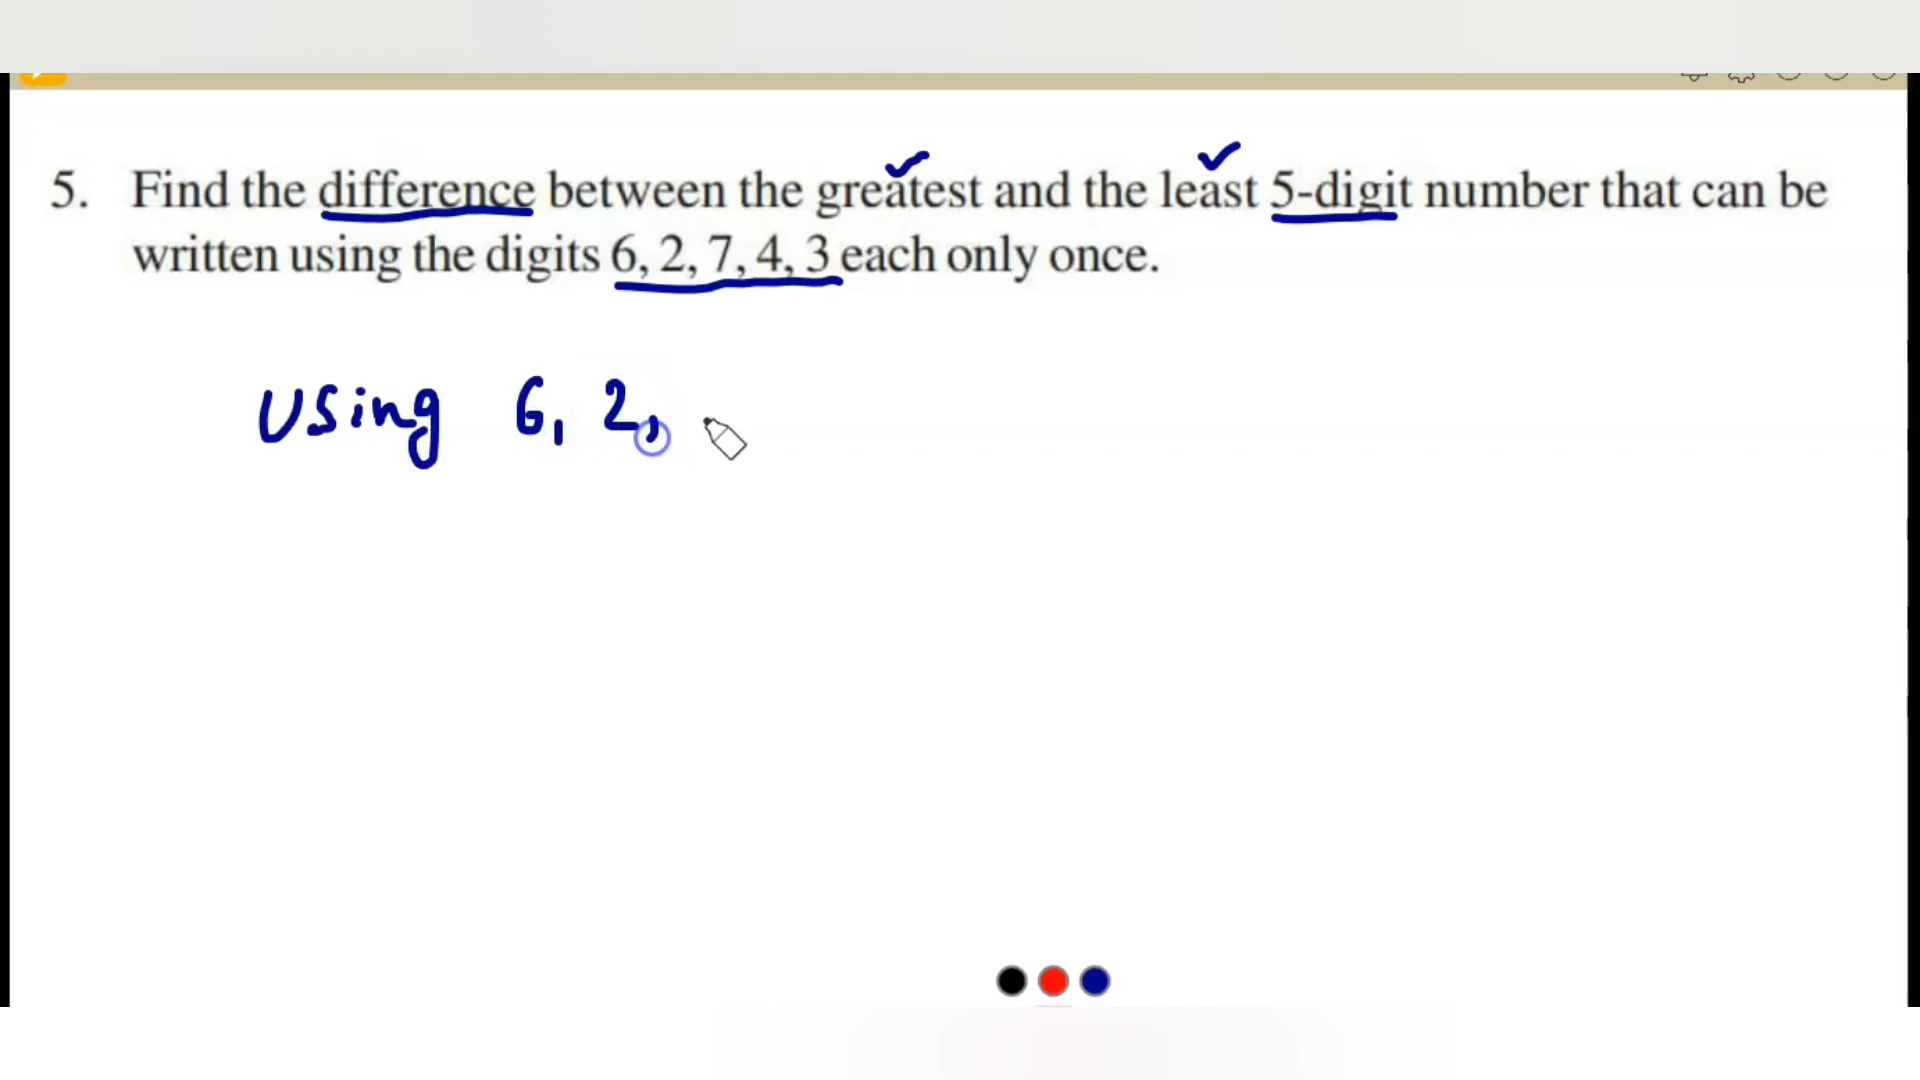 5. Find the difference between the greatest and the least 5-digit number that can be
written using the digits 6, 2, 7, 4, 3 each only once.
Using 6, 2,